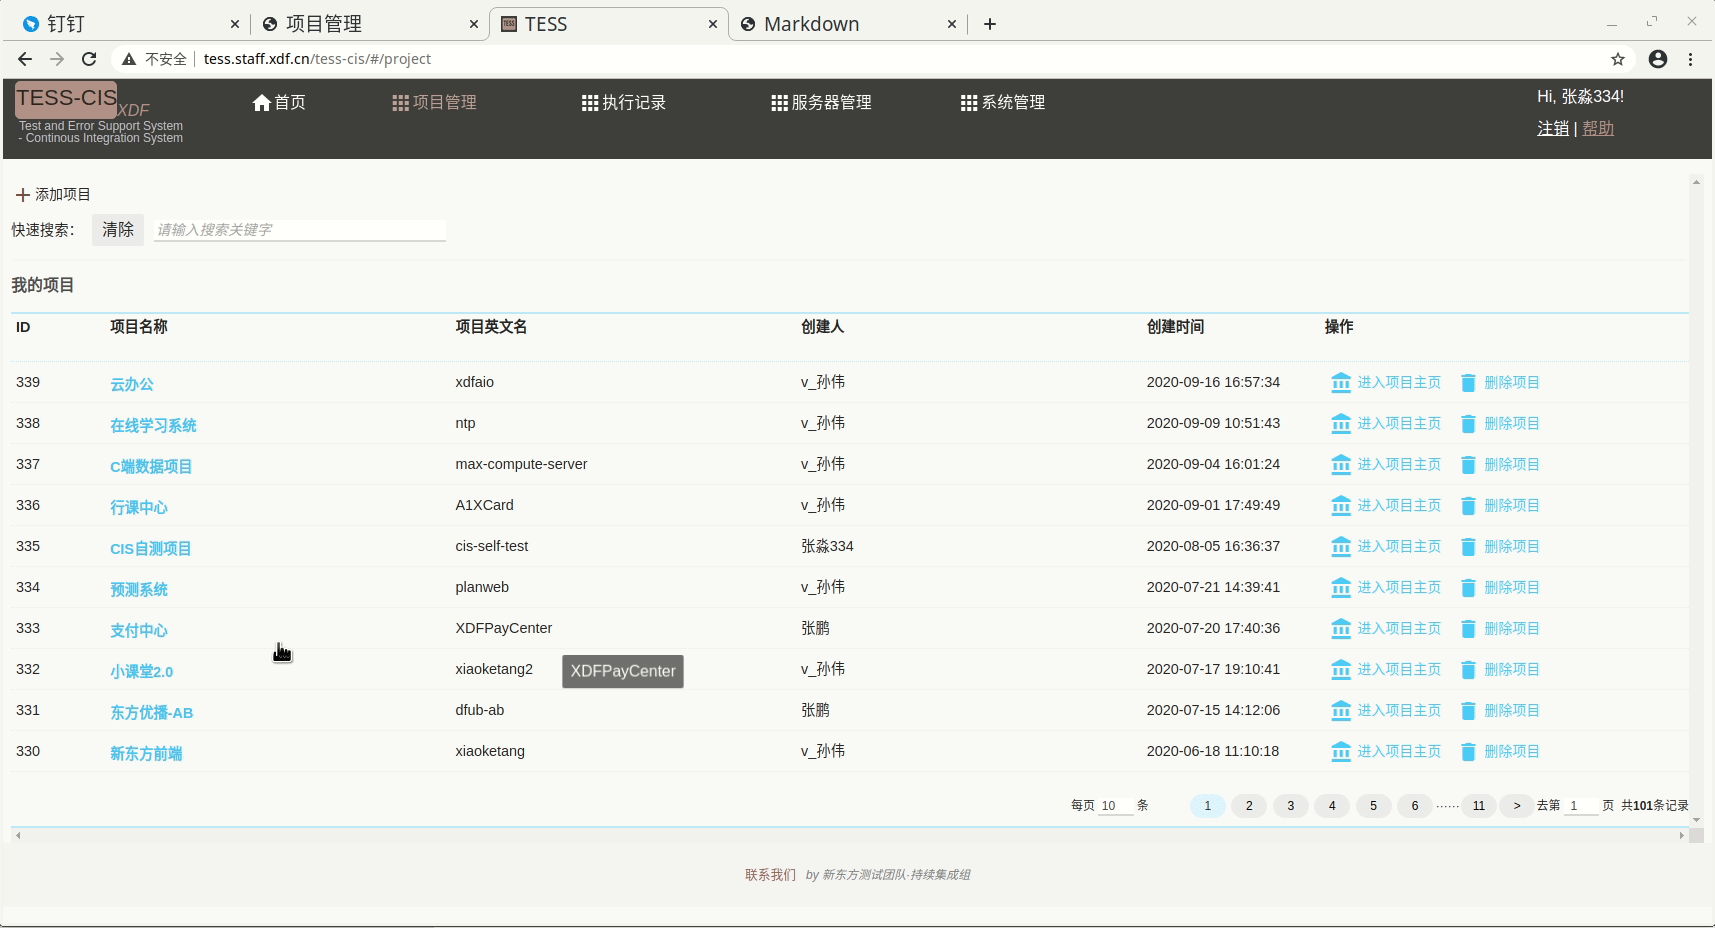 钉钉 项目管理 TESS Markdown
不安全 tess.staff.xdf.cn/tess-cis/#/project
TESS-CIS XDF
Test and Error Support System
- Continous Integration System
首页 项目管理 执行记录 服务器管理 系统管理
Hi, 张淼334!
注销 | 帮助
添加项目
快速搜索： 清除 请输入搜索关键字
我的项目
ID 项目名称 项目英文名 创建人 创建时间 操作
339 云办公 xdfaio v_孙伟 2020-09-16 16:57:34 进入项目主页 删除项目
338 在线学习系统 ntp v_孙伟 2020-09-09 10:51:43 进入项目主页 删除项目
337 C端数据项目 max-compute-server v_孙伟 2020-09-04 16:01:24 进入项目主页 删除项目
336 行课中心 A1XCard v_孙伟 2020-09-01 17:49:49 进入项目主页 删除项目
335 CIS自测项目 cis-self-test 张淼334 2020-08-05 16:36:37 进入项目主页 删除项目
334 预测系统 planweb v_孙伟 2020-07-21 14:39:41 进入项目主页 删除项目
333 支付中心 XDFPayCenter 张鹏 2020-07-20 17:40:36 进入项目主页 删除项目
332 小课堂2.0 xiaoketang2 XDFPayCenter v_孙伟 2020-07-17 19:10:41 进入项目主页 删除项目
331 东方优播-AB dfub-ab 张鹏 2020-07-15 14:12:06 进入项目主页 删除项目
330 新东方前端 xiaoketang v_孙伟 2020-06-18 11:10:18 进入项目主页 删除项目
每页 10 条 1 2 3 4 5 6 ······ 11 > 去第 1 页 共101条记录
联系我们 by 新东方测试团队-持续集成组